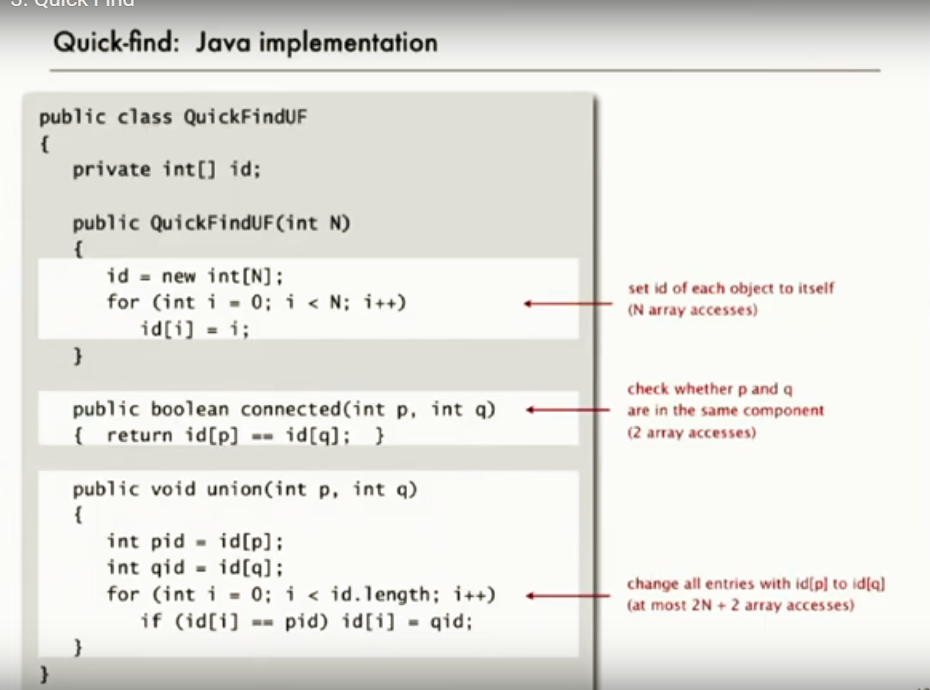 3. Quick Find
Quick-find: Java implementation
public class QuickFindUF
{
private int[] id;
public QuickFindUF(int N)
{
id = new int[N];
for (int i = 0; i < N; i++)
id[i] = i;
}
set id of each object to itself
(N array accesses)
public boolean connected(int p, int q)
{ return id[p] == id[q]; }
check whether p and q
are in the same component
(2 array accesses)
public void union(int p, int q)
{
int pid = id[p];
int qid = id[q];
for (int i = 0; i < id.length; i++)
if (id[i] == pid) id[i] = qid;
}
change all entries with id[p] to id[q]
(at most 2N + 2 array accesses)
}